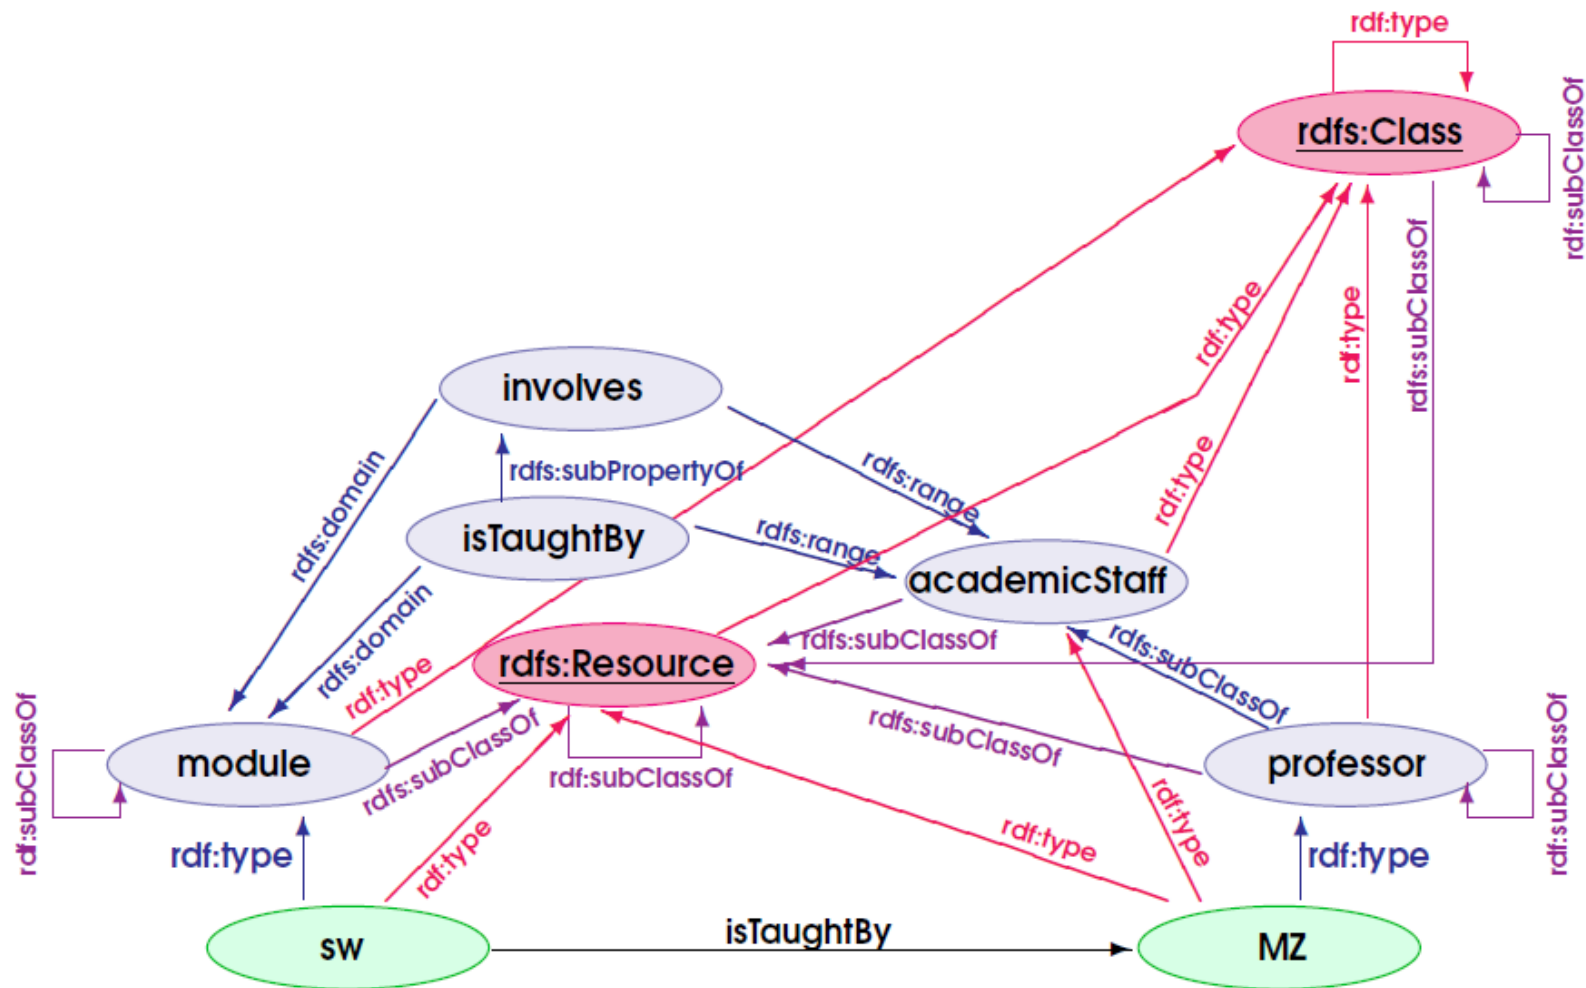 rdf:type
rdfs:Class
rdf:subClassOf
rdfs:subClassOf
rdf:type
rdf:type
involves
rdfs:subPropertyOf
rdfs:range
rdf:type
rdfs:domain
isTaughtBy
rdfs:range
academicStaff
rdfs:domain
rdfs:subClassOf
rdfs:subClassOf
rdfs:Resource
rdf:type
rdfs:subClassOf
rdfs:subClassOf
rdf:subClassOf
rdf:subClassOf
module
professor
rdf:subClassOf
rdf:type
rdf:type
rdf:type
rdf:type
rdf:type
isTaughtBy
sw
MZ